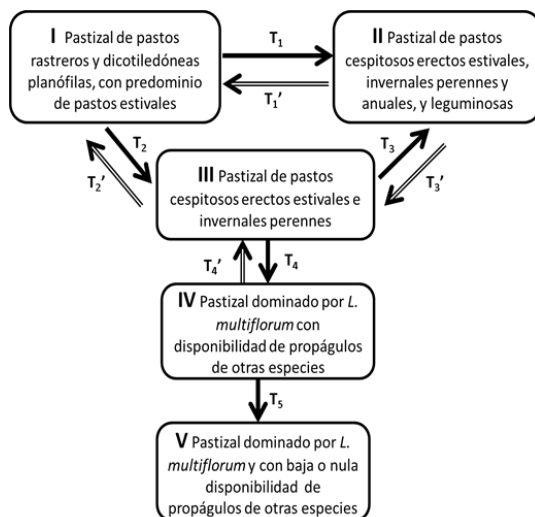 I Pastizal de pastos
rastreros y dicotiledóneas
planófilas, con predominio
de pastos estivales
T₁
T₁’
II Pastizal de pastos
cespitosos erectos estivales,
invernales perennes y
anuales, y leguminosas
T₂
T₂’
T₃
T₃’
III Pastizal de pastos
cespitosos erectos estivales e
invernales perennes
T₄’
T₄
IV Pastizal dominado por L.
multiflorum con
disponibilidad de propágulos
de otras especies
T₅
V Pastizal dominado por L.
multiflorum y con baja o nula
disponibilidad de
propágulos de otras especies